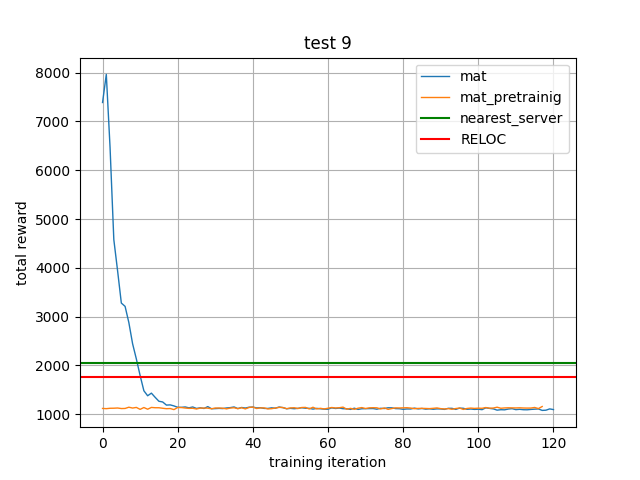 test 9
mat
mat_pretrainig
nearest_server
RELOC
total reward
8000
7000
6000
5000
4000
3000
2000
1000
0 20 40 60 80 100 120
training iteration